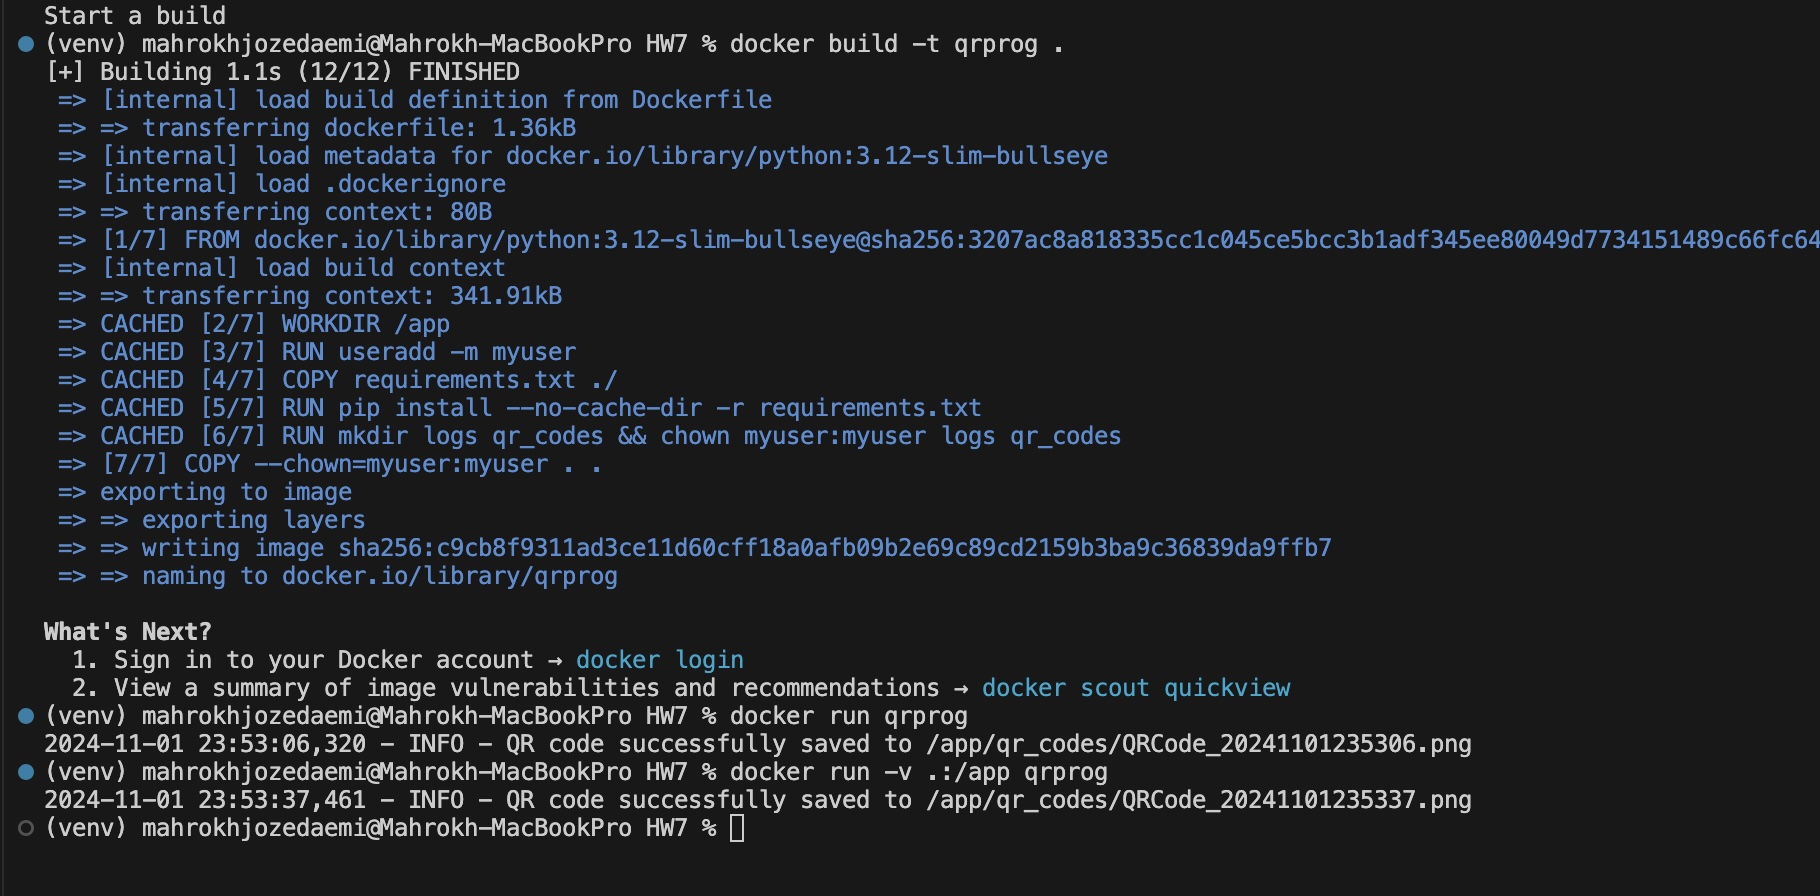 Start a build
(venv) mahrokhjozedaemi@Mahrokh-MacBookPro HW7 % docker build -t qrprog .
[+] Building 1.1s (12/12) FINISHED
=> [internal] load build definition from Dockerfile
=> => transferring dockerfile: 1.36kB
=> [internal] load metadata for docker.io/library/python:3.12-slim-bullseye
=> [internal] load .dockerignore
=> => transferring context: 80B
=> [1/7] FROM docker.io/library/python:3.12-slim-bullseye@sha256:3207ac8a818335cc1c045ce5bcc3b1adf345ee80049d7734151489c66fc64
=> [internal] load build context
=> => transferring context: 341.91kB
=> CACHED [2/7] WORKDIR /app
=> CACHED [3/7] RUN useradd -m myuser
=> CACHED [4/7] COPY requirements.txt ./
=> CACHED [5/7] RUN pip install --no-cache-dir -r requirements.txt
=> CACHED [6/7] RUN mkdir logs qr_codes && chown myuser:myuser logs qr_codes
=> [7/7] COPY --chown=myuser:myuser . .
=> exporting to image
=> => exporting layers
=> => writing image sha256:c9cb8f9311ad3ce11d60cff18a0afb09b2e69c89cd2159b3ba9c36839da9ffb7
=> => naming to docker.io/library/qrprog
What's Next?
1. Sign in to your Docker account → docker login
2. View a summary of image vulnerabilities and recommendations → docker scout quickview
(venv) mahrokhjozedaemi@Mahrokh-MacBookPro HW7 % docker run qrprog
2024-11-01 23:53:06,320 - INFO - QR code successfully saved to /app/qr_codes/QRCode_20241101235306.png
(venv) mahrokhjozedaemi@Mahrokh-MacBookPro HW7 % docker run -v .:/app qrprog
2024-11-01 23:53:37,461 - INFO - QR code successfully saved to /app/qr_codes/QRCode_20241101235337.png
(venv) mahrokhjozedaemi@Mahrokh-MacBookPro HW7 %